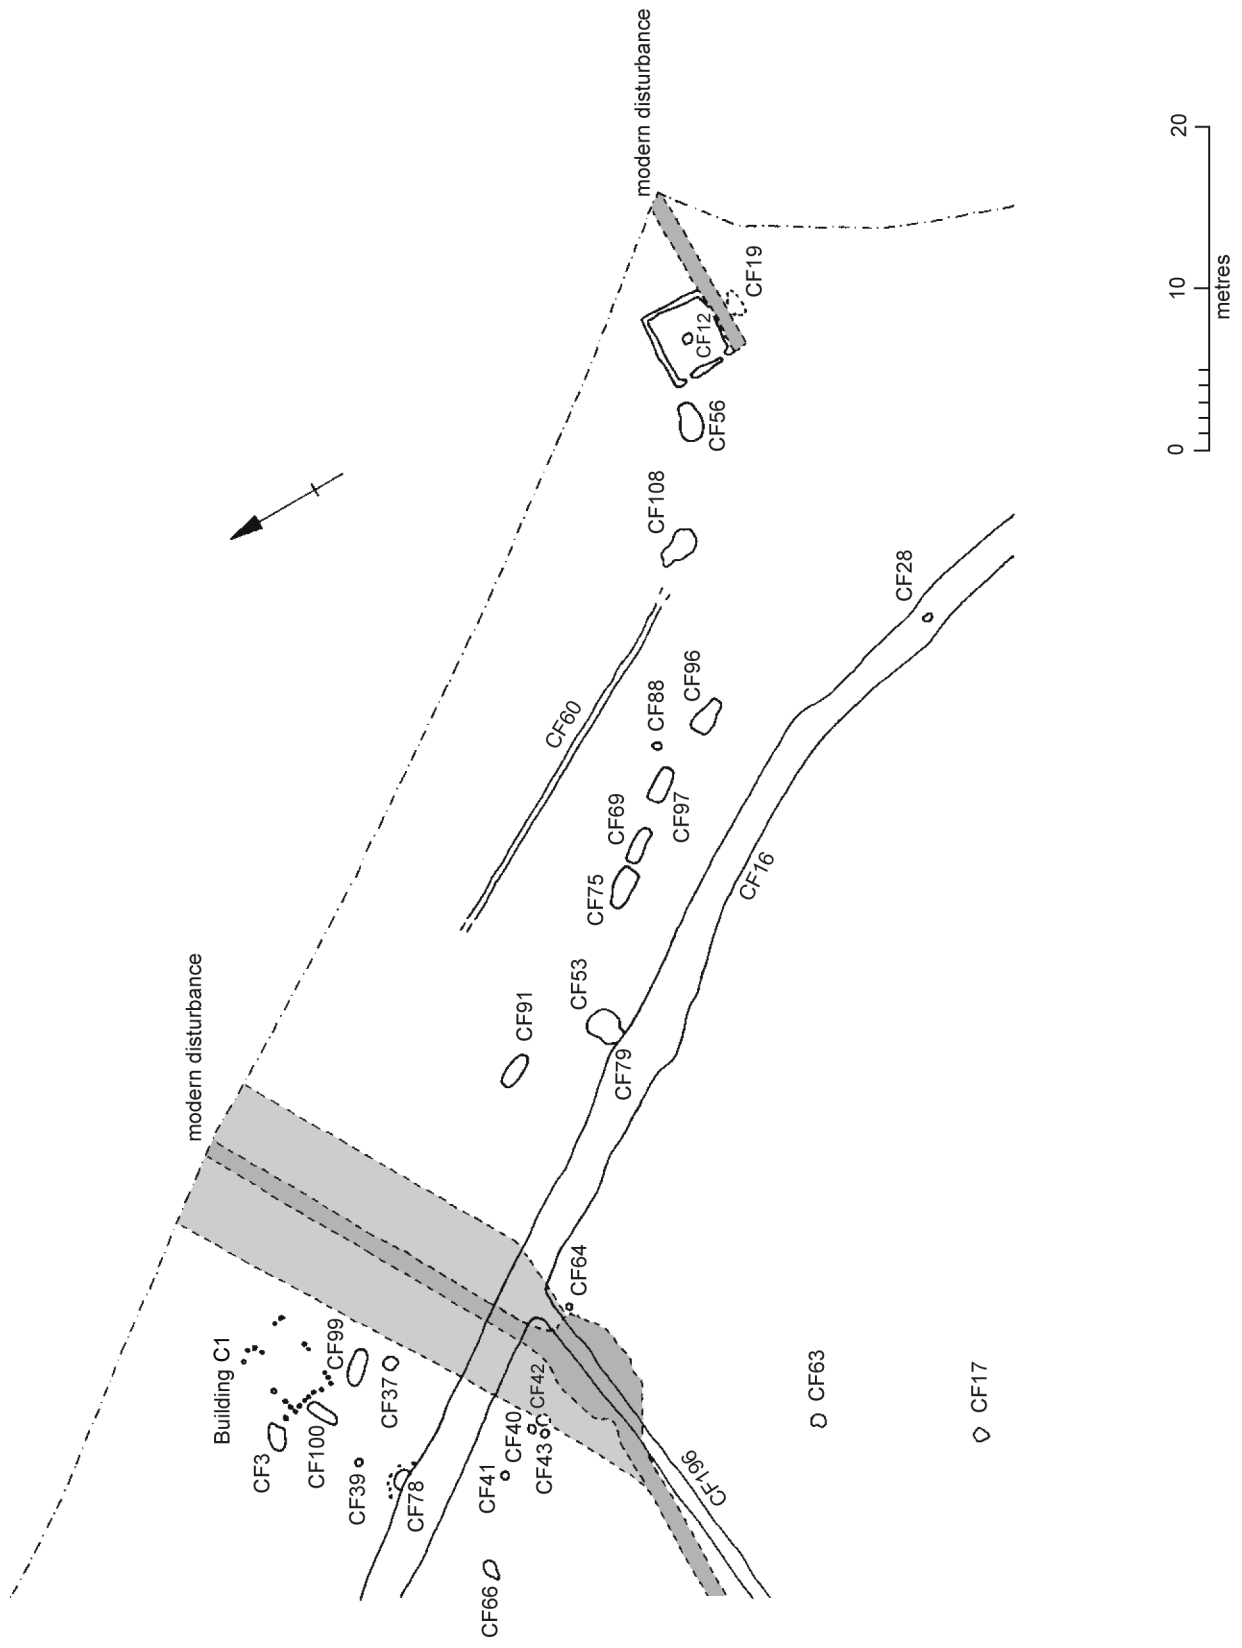 modern disturbance
CF19
CF12
CF56
CF108
CF28
CF60
CF88
CF96
CF69
CF97
CF75
CF16
CF53
CF91
CF79
modern disturbance
CF64
Building C1
CF99
CF37
CF3
CF100
CF39
CF78
CF42
CF40
CF43
CF41
CF66
CF196
CF63
CF17
0
10
20
metres